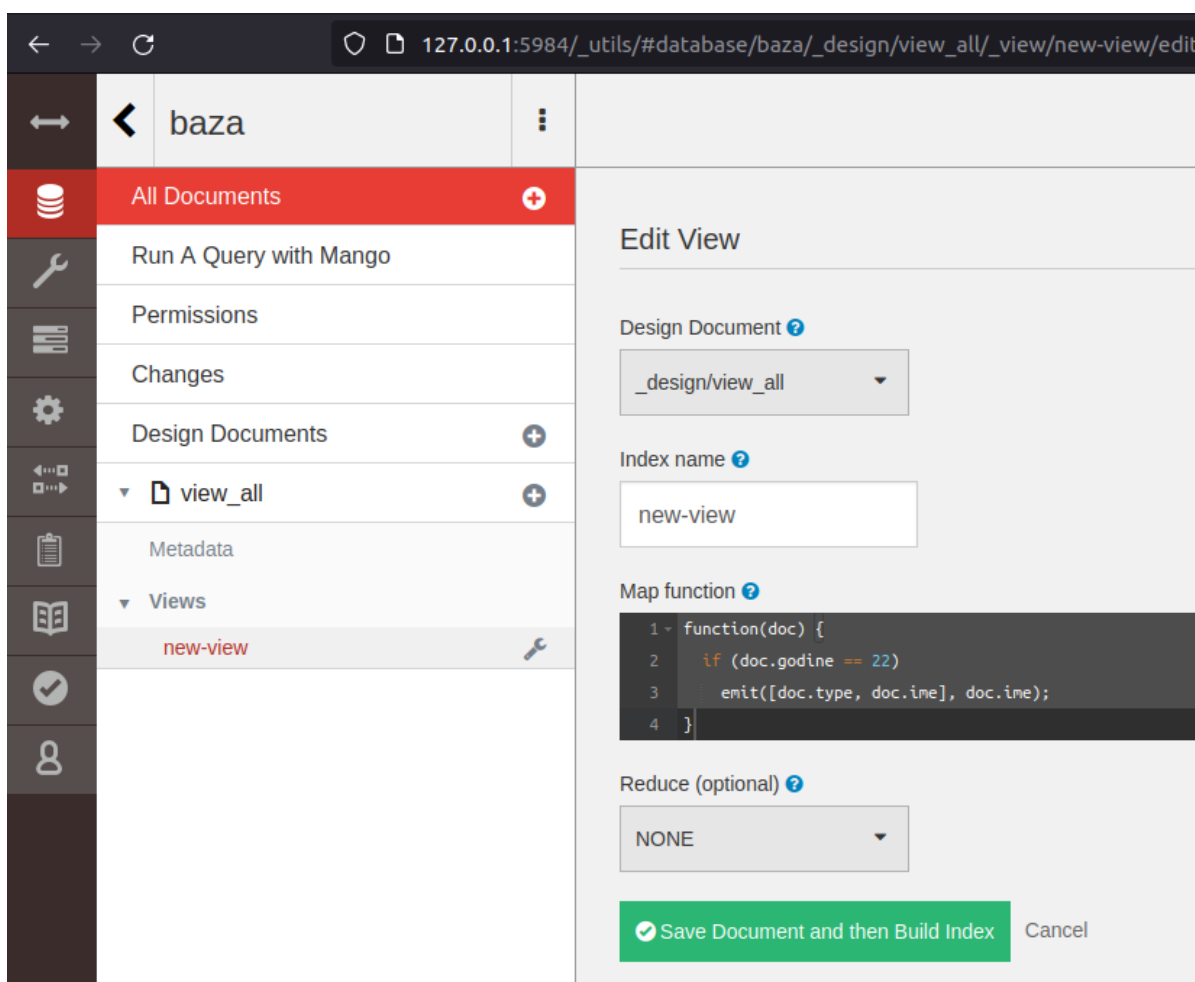 127.0.0.1:5984/_utils/#database/baza/_design/view_all/_view/new-view/edit
baza
All Documents
Run A Query with Mango
Permissions
Changes
Design Documents
view_all
Metadata
Views
new-view
Edit View
Design Document
_design/view_all
Index name
new-view
Map function
1 function(doc) {
2 if (doc.godine == 22)
3 emit([doc.type, doc.ime], doc.ime);
4 }
Reduce (optional)
NONE
Save Document and then Build Index Cancel